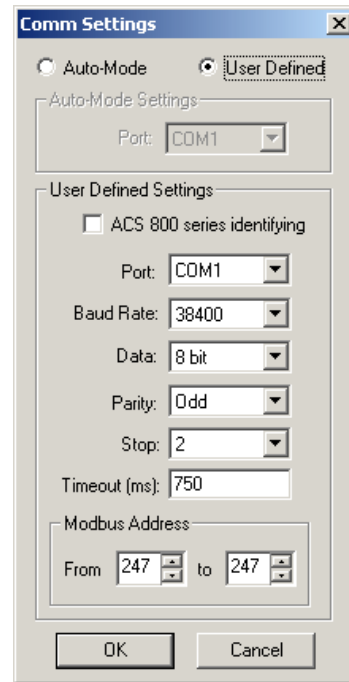 Comm Settings
Auto-Mode User Defined
Auto-Mode Settings
Port: COM1
User Defined Settings
ACS 800 series identifying
Port: COM1
Baud Rate: 38400
Data: 8 bit
Parity: Odd
Stop: 2
Timeout (ms): 750
Modbus Address
From 247 to 247
OK Cancel